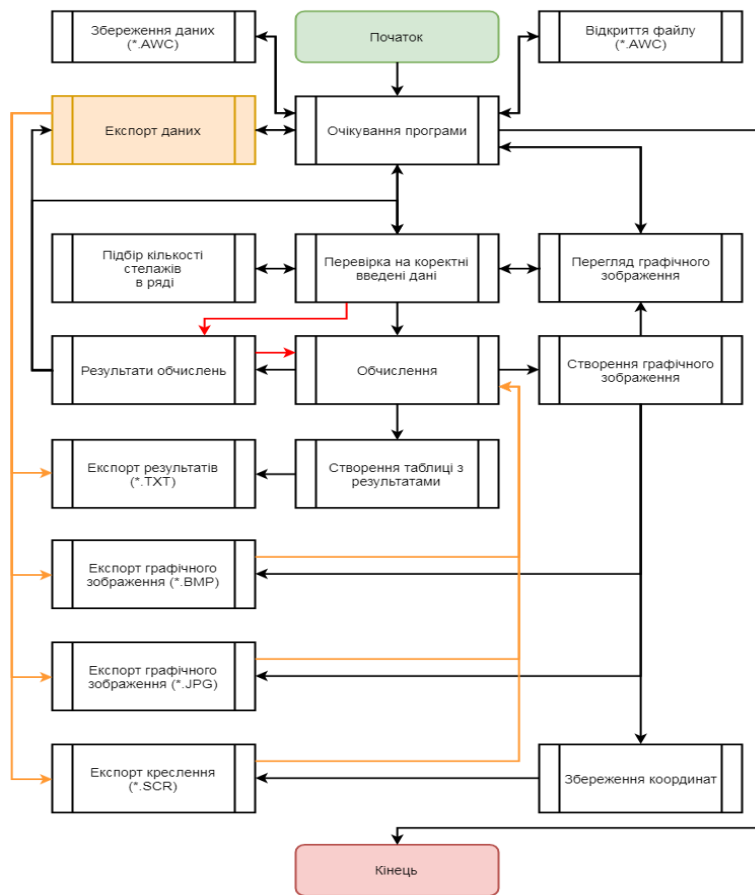 Збереження даних
(*.AWC)
Початок
Відкриття файлу
(*.AWC)
Експорт даних
Очікування програми
Підбір кількості
стелажів
в ряді
Перевірка на коректні
введені дані
Перегляд графічного
зображення
Результати обчислень
Обчислення
Створення графічного
зображення
Експорт результатів
(*.TXT)
Створення таблиці з
результатами
Експорт графічного
зображення (*.BMP)
Експорт графічного
зображення (*.JPG)
Експорт креслення
(*.SCR)
Збереження координат
Кінець